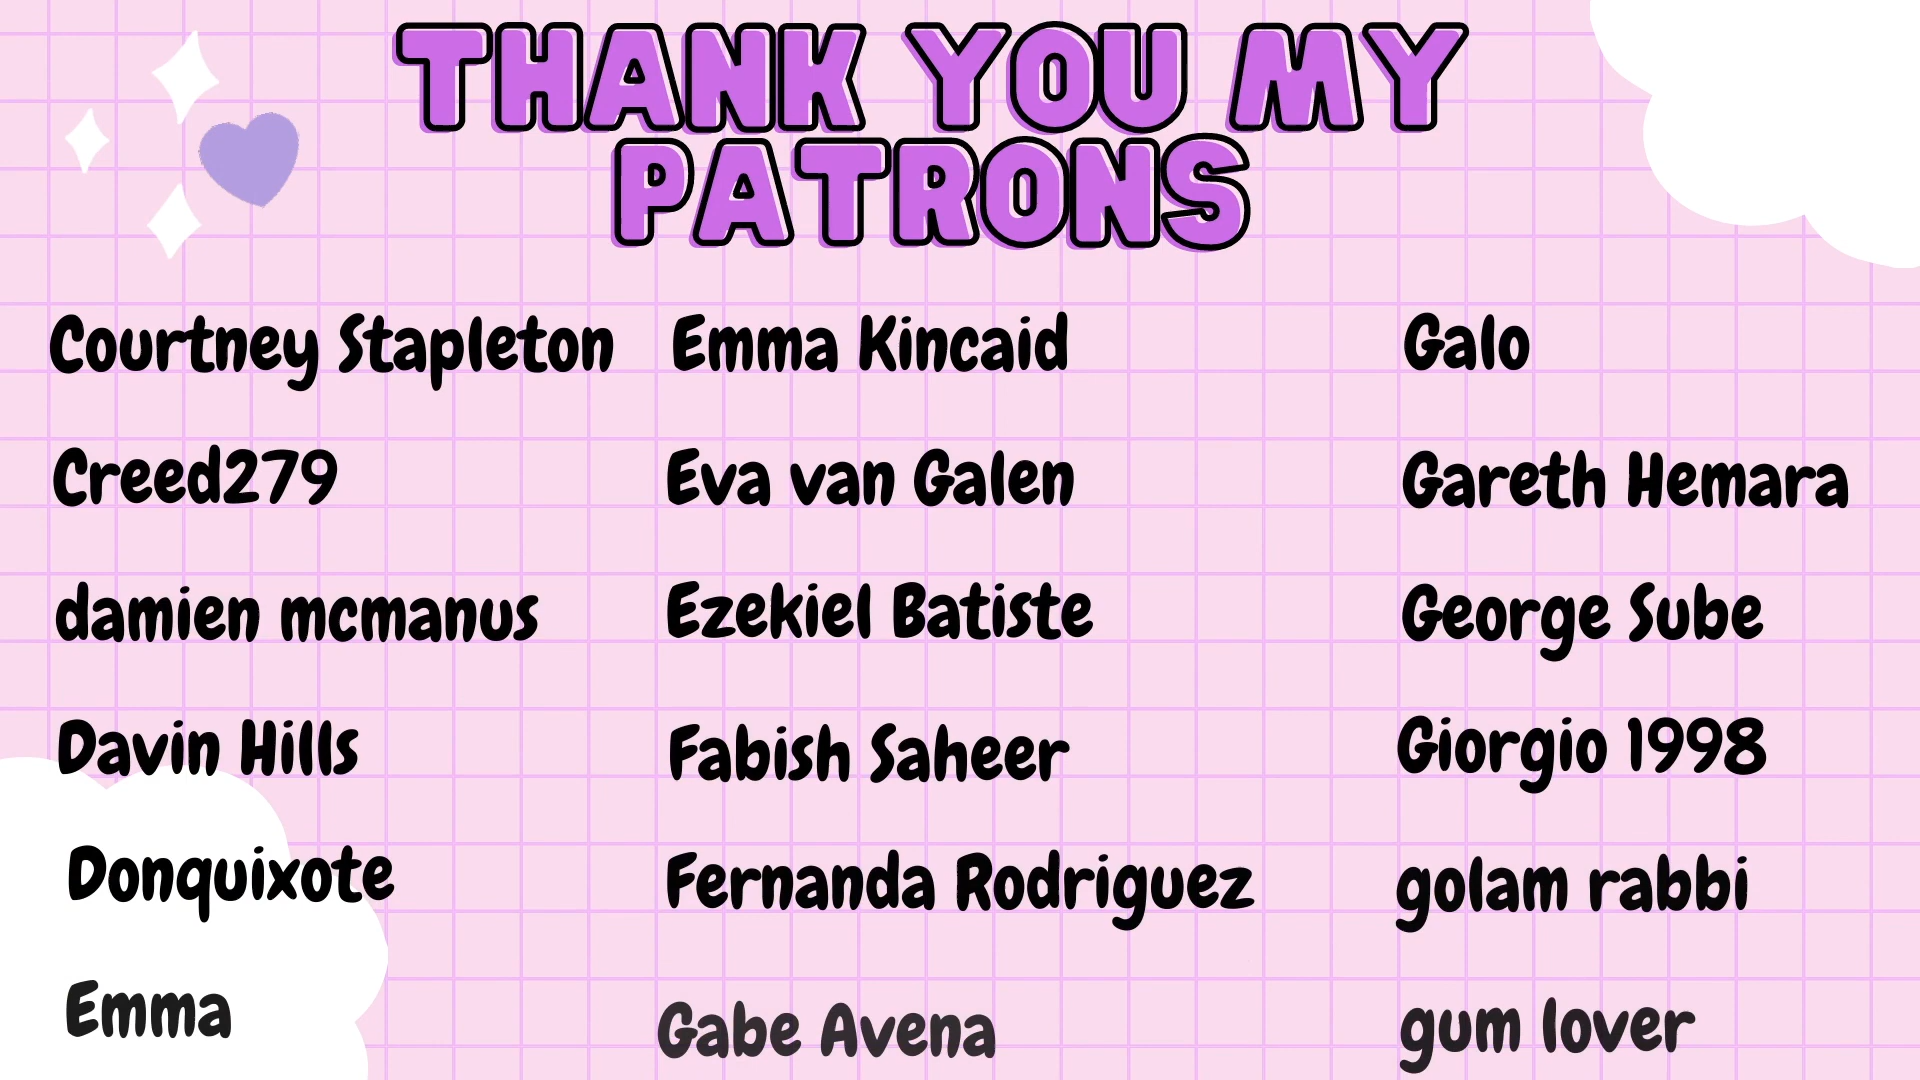 THANK YOU MY
PATRONS
Courtney Stapleton
Creed279
damien mcmanus
Davin Hills
Donquixote
Emma
Emma Kincaid
Eva van Galen
Ezekiel Batiste
Fabish Saheer
Fernanda Rodriguez
Gabe Avena
Galo
Gareth Hemara
George Sube
Giorgio 1998
golam rabbi
gum lover